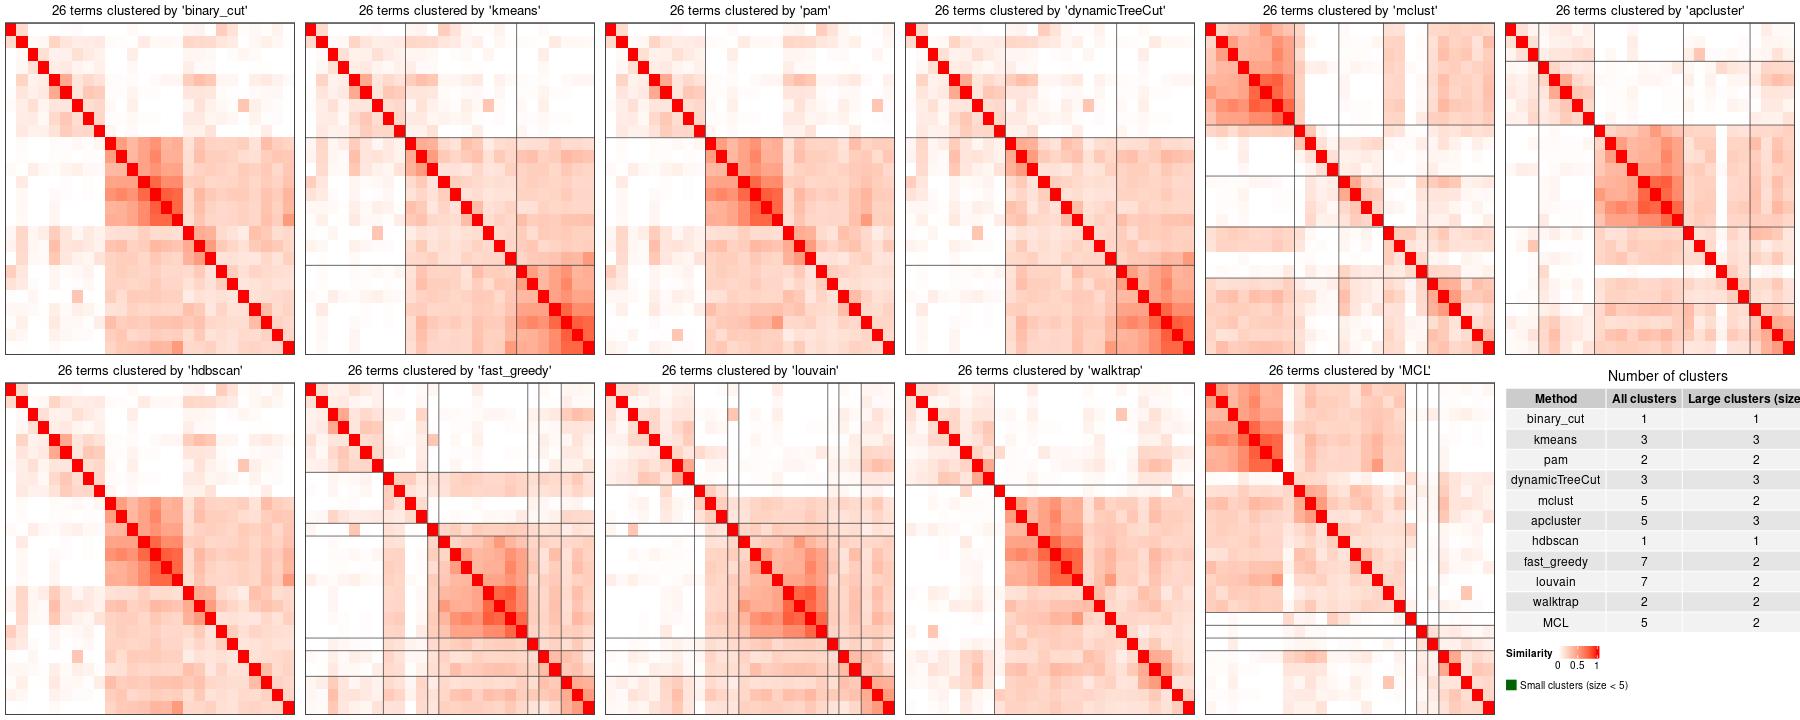 26 terms clustered by 'binary_cut'
26 terms clustered by 'kmeans'
26 terms clustered by 'pam'
26 terms clustered by 'dynamicTreeCut'
26 terms clustered by 'mclust'
26 terms clustered by 'apcluster'
26 terms clustered by 'hdbscan'
26 terms clustered by 'fast_greedy'
26 terms clustered by 'louvain'
26 terms clustered by 'walktrap'
26 terms clustered by 'MCL'
Number of clusters
Method All clusters Large clusters (size
binary_cut 1 1
kmeans 3 3
pam 2 2
dynamicTreeCut 3 3
mclust 5 2
apcluster 5 3
hdbscan 1 1
fast_greedy 7 2
louvain 7 2
walktrap 2 2
MCL 5 2
Similarity
0 0.5 1
Small clusters (size < 5)